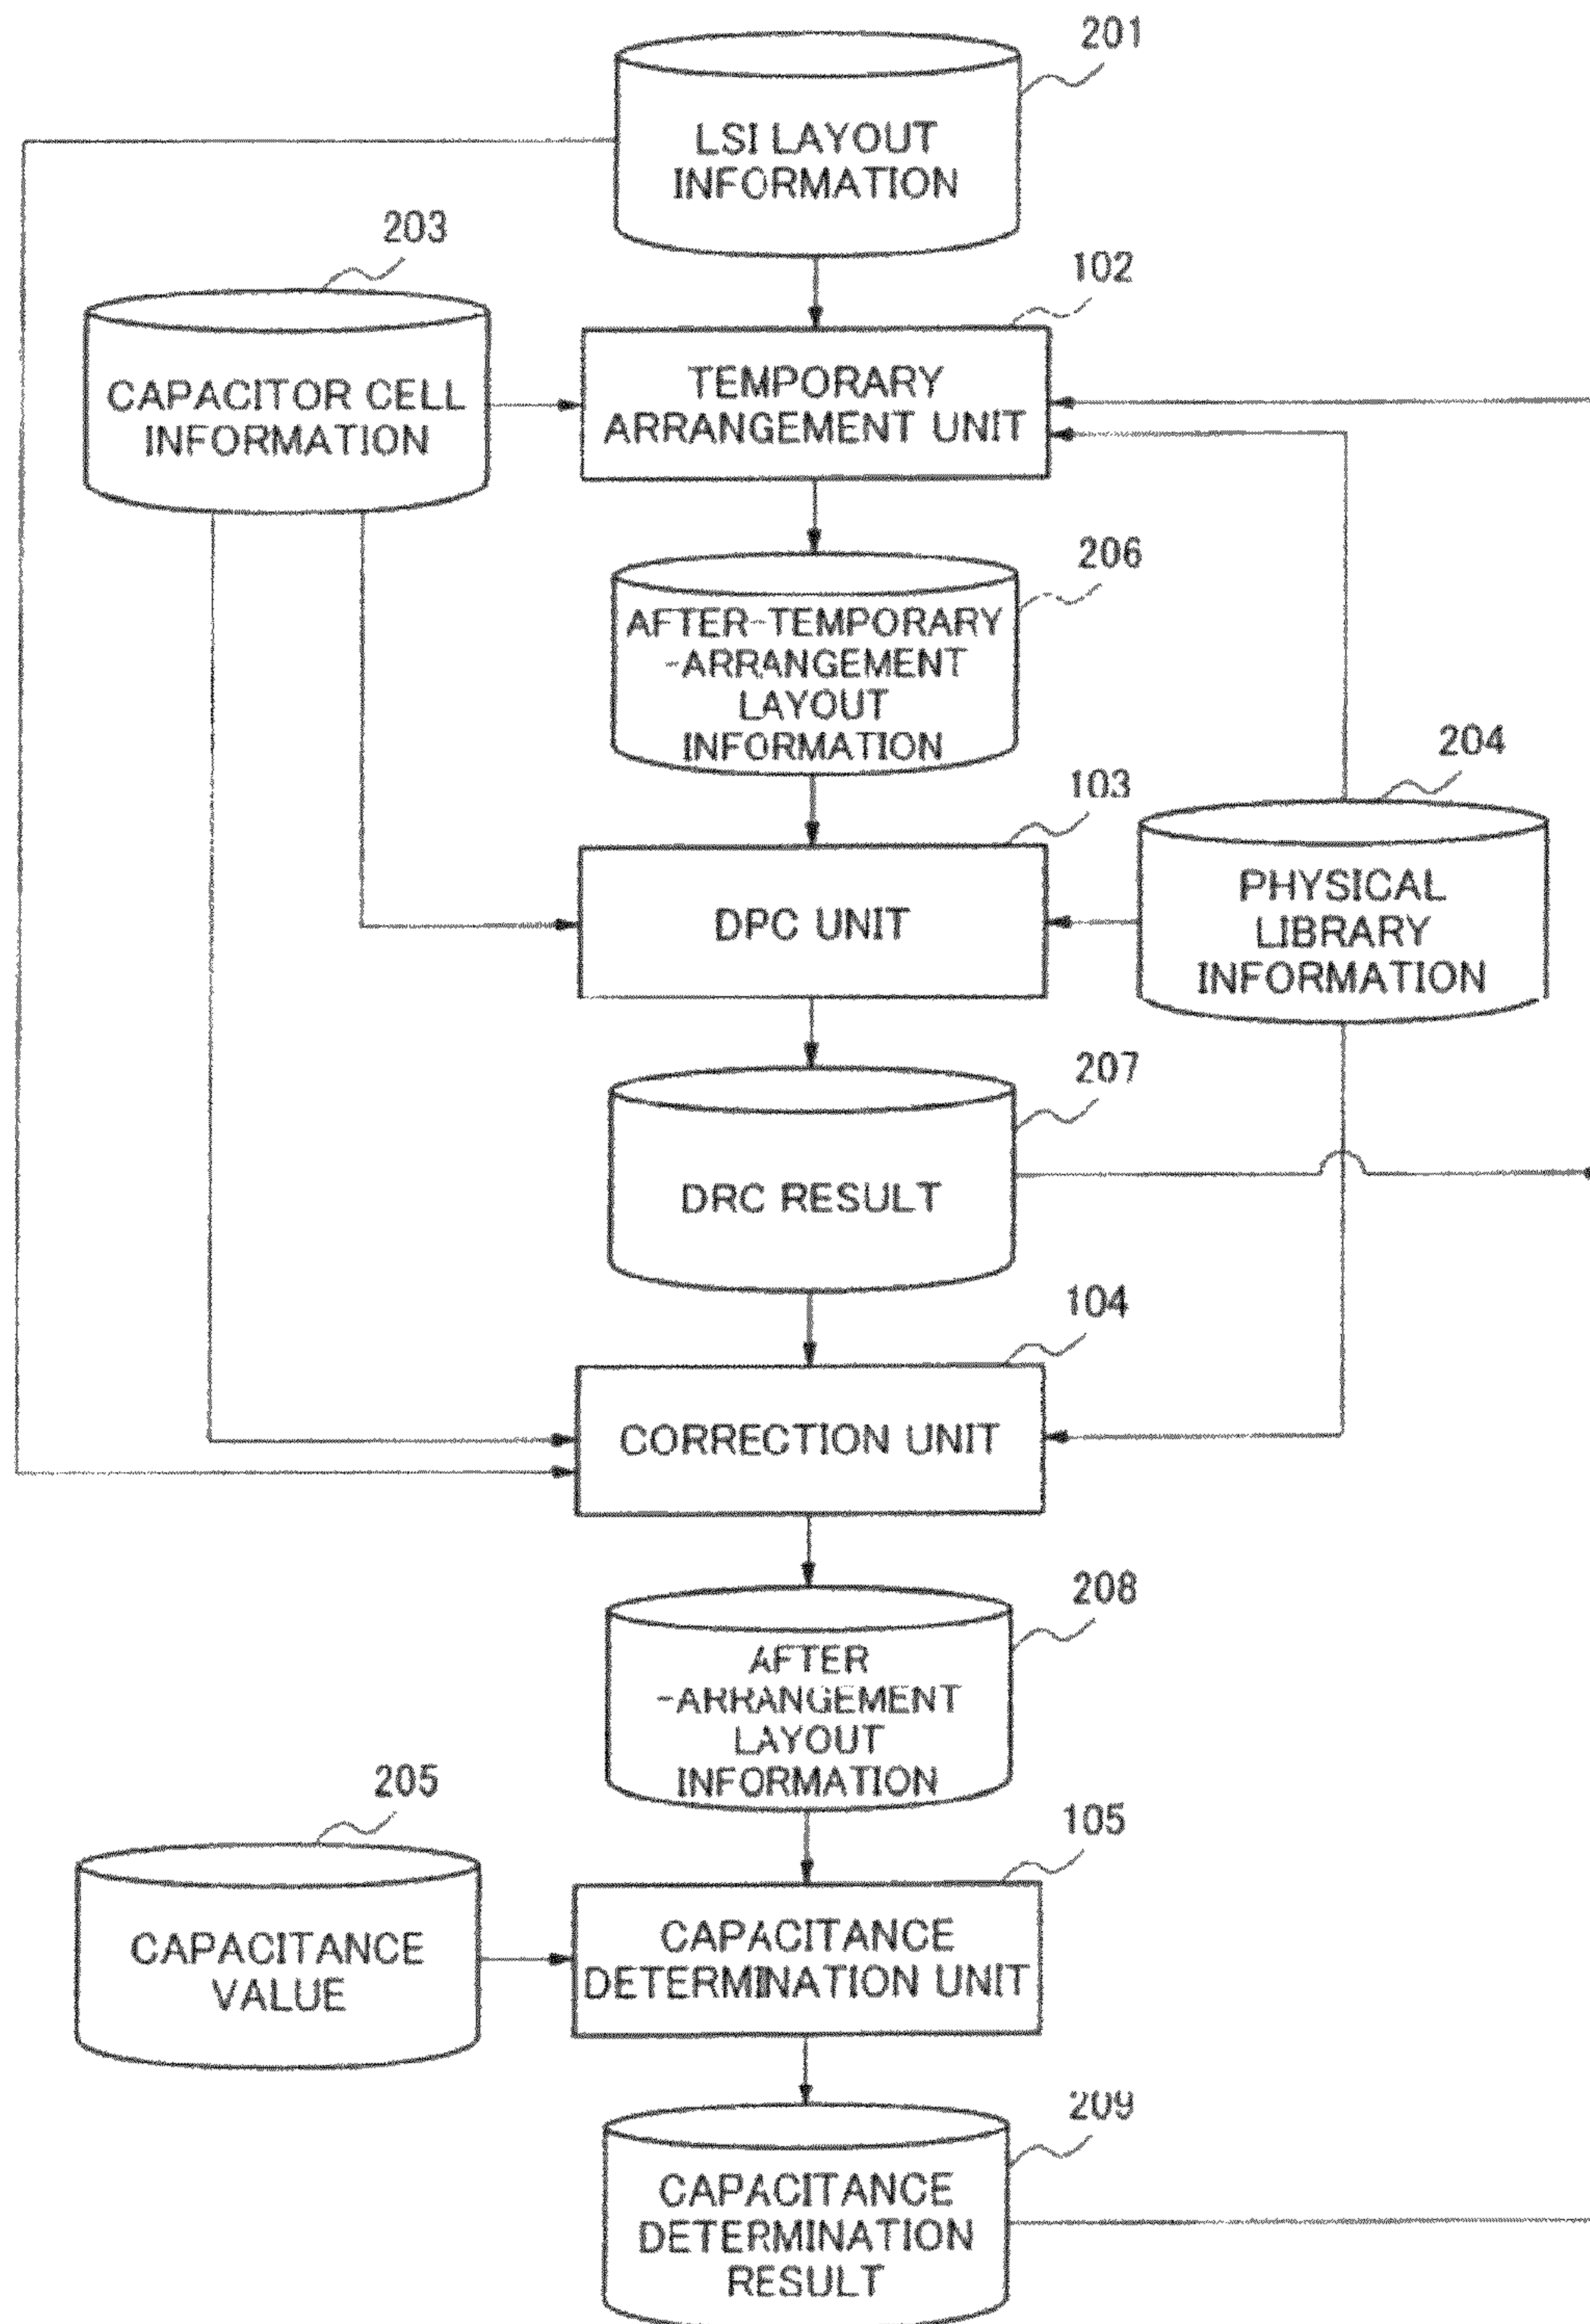 201
LSI LAYOUT
INFORMATION
203
CAPACITOR CELL
INFORMATION
102
TEMPORARY
ARRANGEMENT UNIT
206
AFTER-TEMPORARY
-ARRANGEMENT
LAYOUT
INFORMATION
204
PHYSICAL
LIBRARY
INFORMATION
103
DPC UNIT
207
DRC RESULT
104
CORRECTION UNIT
208
AFTER
-ARRANGEMENT
LAYOUT
INFORMATION
205
CAPACITANCE
VALUE
105
CAPACITANCE
DETERMINATION UNIT
209
CAPACITANCE
DETERMINATION
RESULT